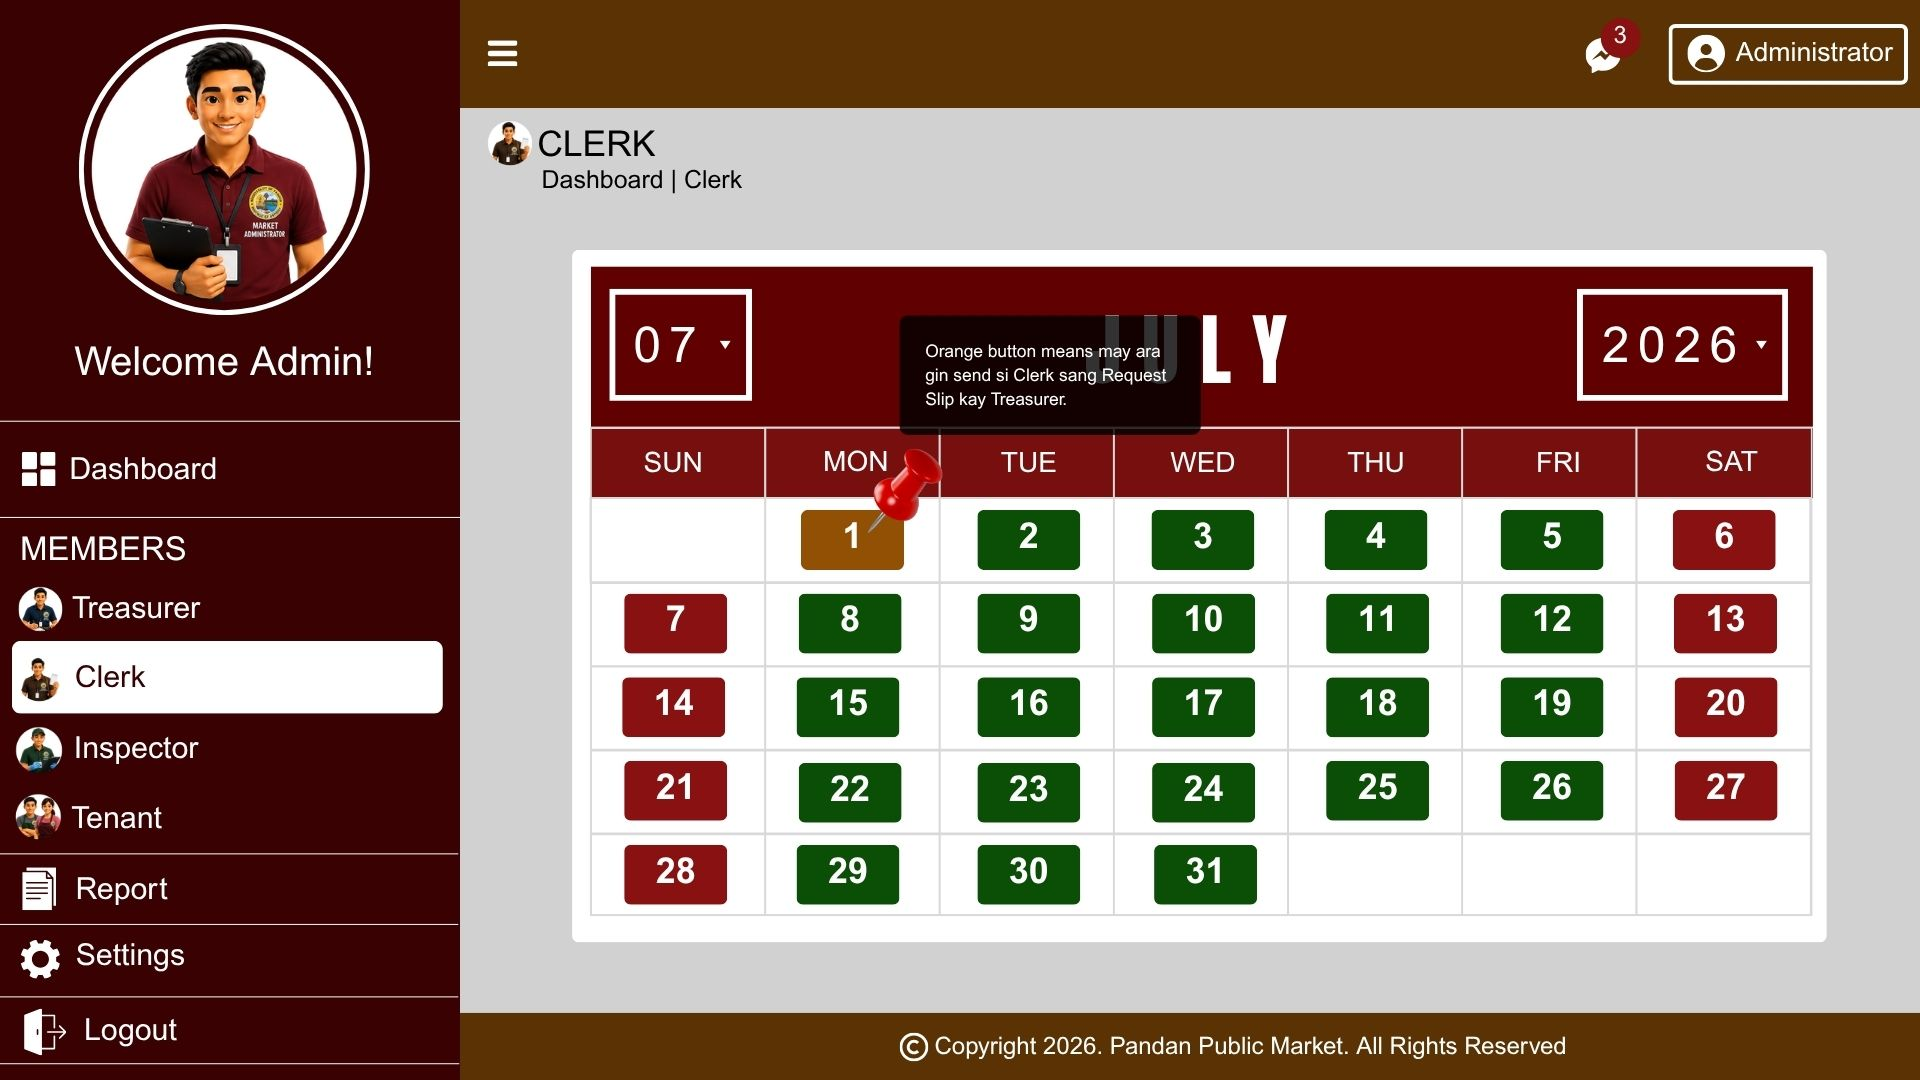 MARKET
ADMINISTRATOR
Welcome Admin!
Dashboard
MEMBERS
Treasurer
Clerk
Inspector
Tenant
Report
Settings
Logout
3
Administrator
CLERK
Dashboard | Clerk
07
JULY
2026
Orange button means may ara
gin send si Clerk sang Request
Slip kay Treasurer.
SUN MON TUE WED THU FRI SAT
1 2 3 4 5 6
7 8 9 10 11 12 13
14 15 16 17 18 19 20
21 22 23 24 25 26 27
28 29 30 31
© Copyright 2026. Pandan Public Market. All Rights Reserved